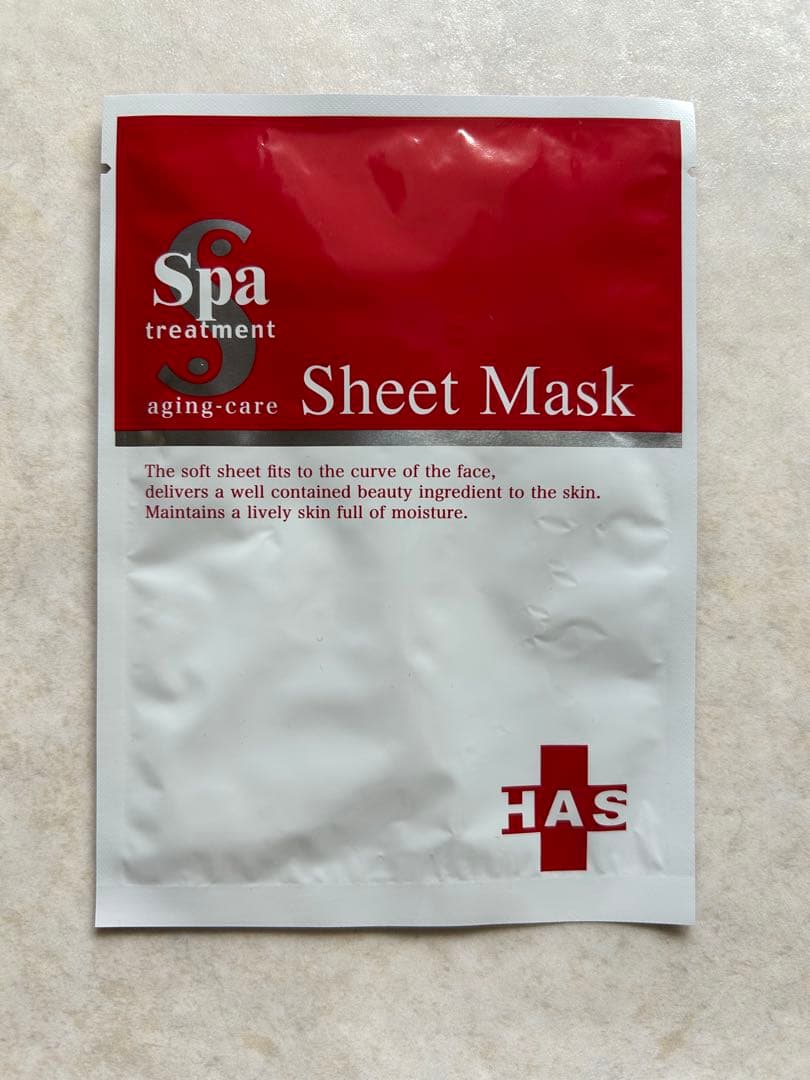 Spa
treatment
aging-care
Sheet Mask
The soft sheet fits to the curve of the face,
delivers a well contained beauty ingredient to the skin.
Maintains a lively skin full of moisture.
HAS